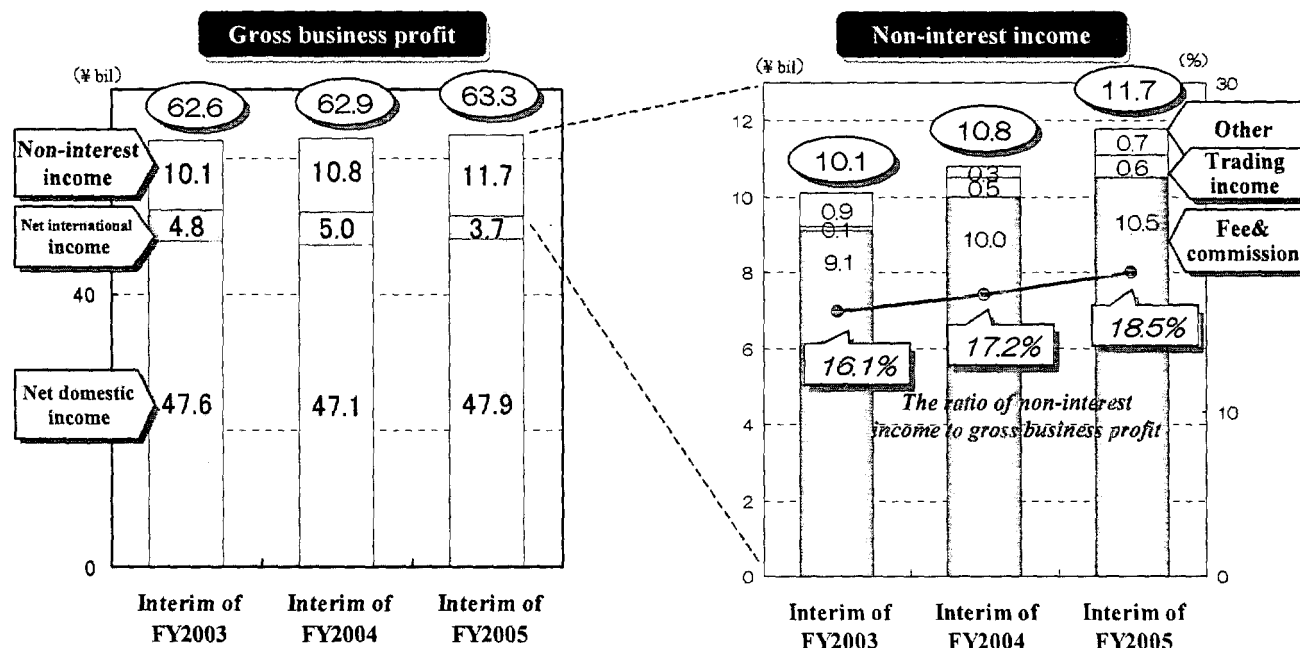 Gross business profit
(¥ bil)
62.6
62.9
63.3
Non-interest
income
10.1
10.8
11.7
Net international
income
4.8
5.0
3.7
40
Net domestic
income
47.6
47.1
47.9
0
Interim of
FY2003
Interim of
FY2004
Interim of
FY2005
Non-interest income
(¥ bil)
(%)
30
12
10
8
6
4
2
0
10
0
10.1
10.8
11.7
0.9
0.1
9.1
0.3
0.5
10.0
0.7
0.6
10.5
Other
Trading
income
Fee&
commission
16.1%
17.2%
18.5%
The ratio of non-interest
income to gross business profit
Interim of
FY2003
Interim of
FY2004
Interim of
FY2005